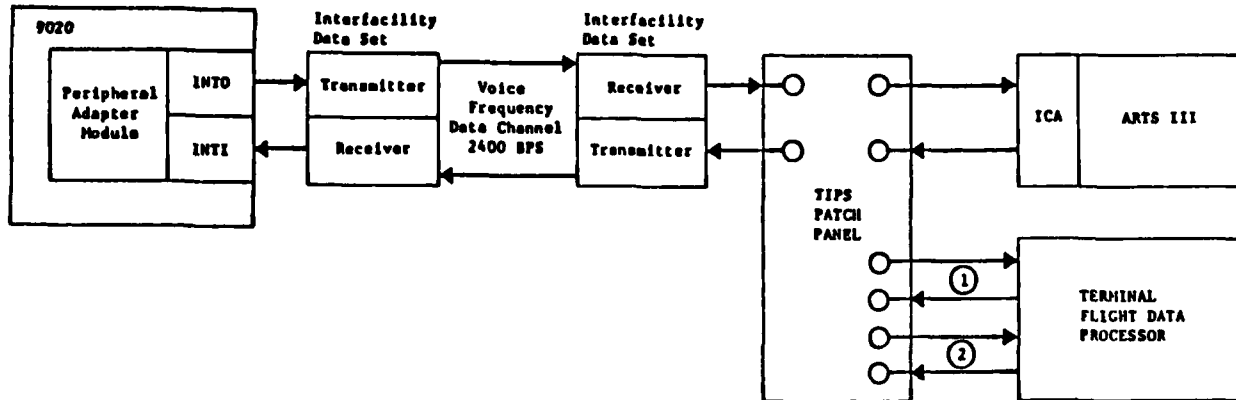 9020
Peripheral
Adapter
Module
INTO
INTI
Interfacility
Data Set
Transmitter
Receiver
Voice
Frequency
Data Channel
2400 BPS
Interfacility
Data Set
Receiver
Transmitter
TIPS
PATCH
PANEL
ICA
ARTS III
1
2
TERMINAL
FLIGHT DATA
PROCESSOR